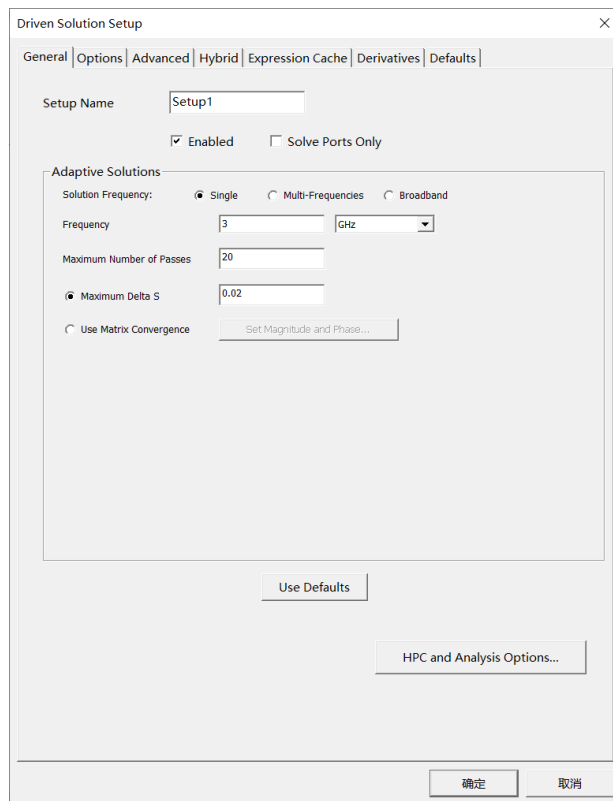 Driven Solution Setup
General Options Advanced Hybrid Expression Cache Derivatives Defaults
Setup Name Setup1
Enabled Solve Ports Only
Adaptive Solutions
Solution Frequency: Single Multi-Frequencies Broadband
Frequency 3 GHz
Maximum Number of Passes 20
Maximum Delta S 0.02
Use Matrix Convergence Set Magnitude and Phase...
Use Defaults
HPC and Analysis Options...
确定 取消